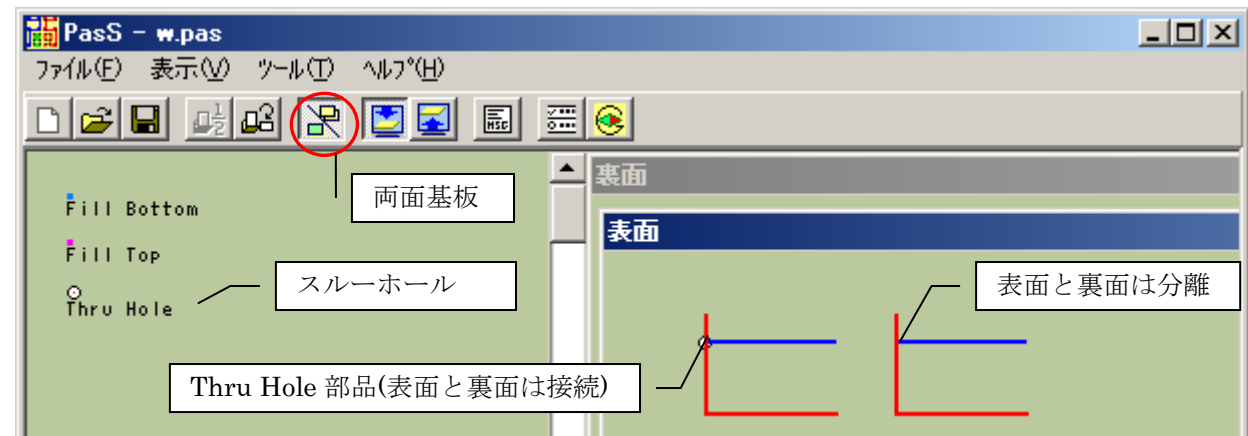 PasS - w.pas
ファイル(F) 表示(V) ツール(T) ヘルプ(H)
MSG
両面基板
裏面
Fill Bottom
表面
Fill Top
スルーホール
表面と裏面は分離
Thru Hole
Thru Hole 部品(表面と裏面は接続)